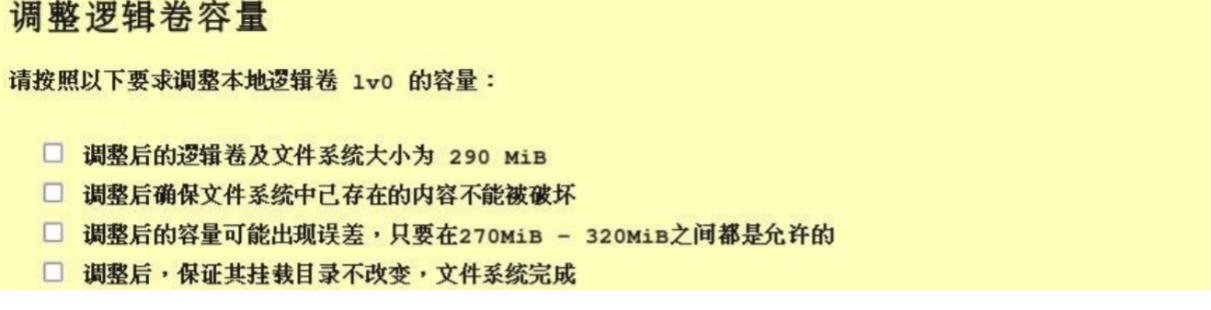 调整逻辑卷容量
请按照以下要求调整本地逻辑卷 lv0 的容量：
调整后的逻辑卷及文件系统大小为 290 MiB
调整后确保文件系统中已存在的内容不能被破坏
调整后的容量可能出现误差，只要在270MiB - 320MiB之间都是允许的
调整后，保证其挂载目录不改变，文件系统完成